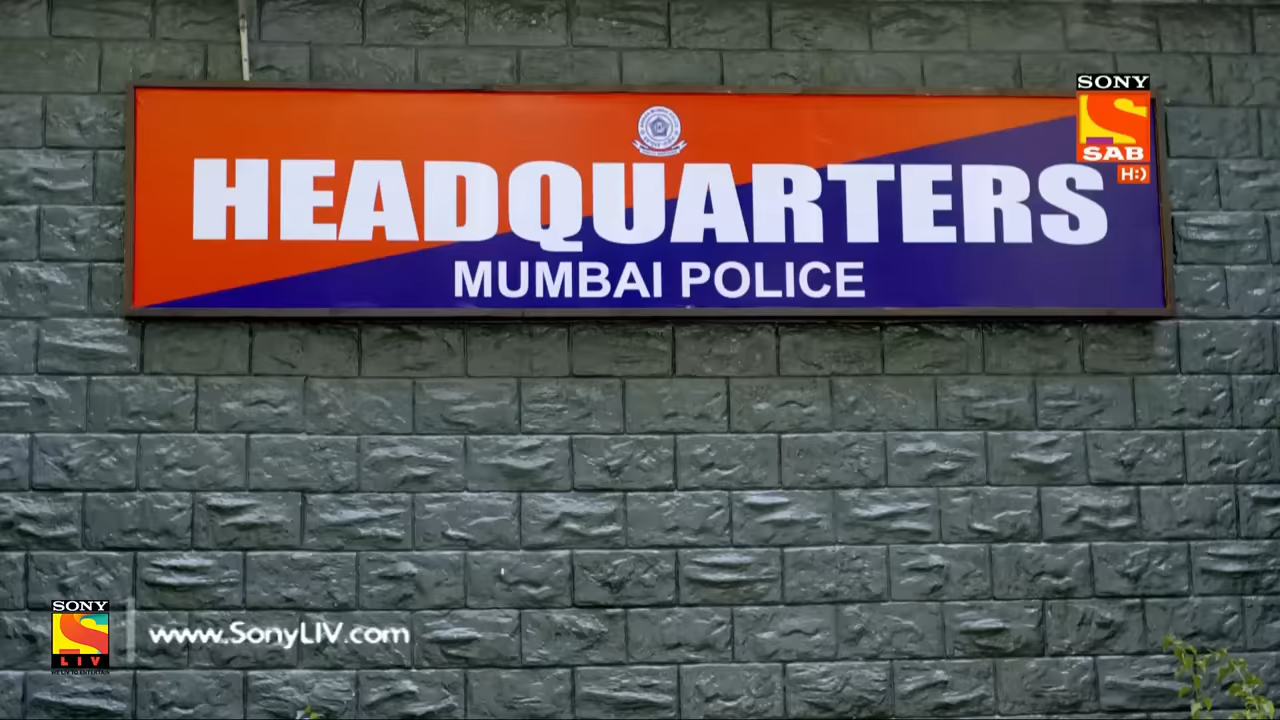 SONY
SAB
H:)
HEADQUARTERS
MUMBAI POLICE
SONY
LIV
www.SonyLIV.com